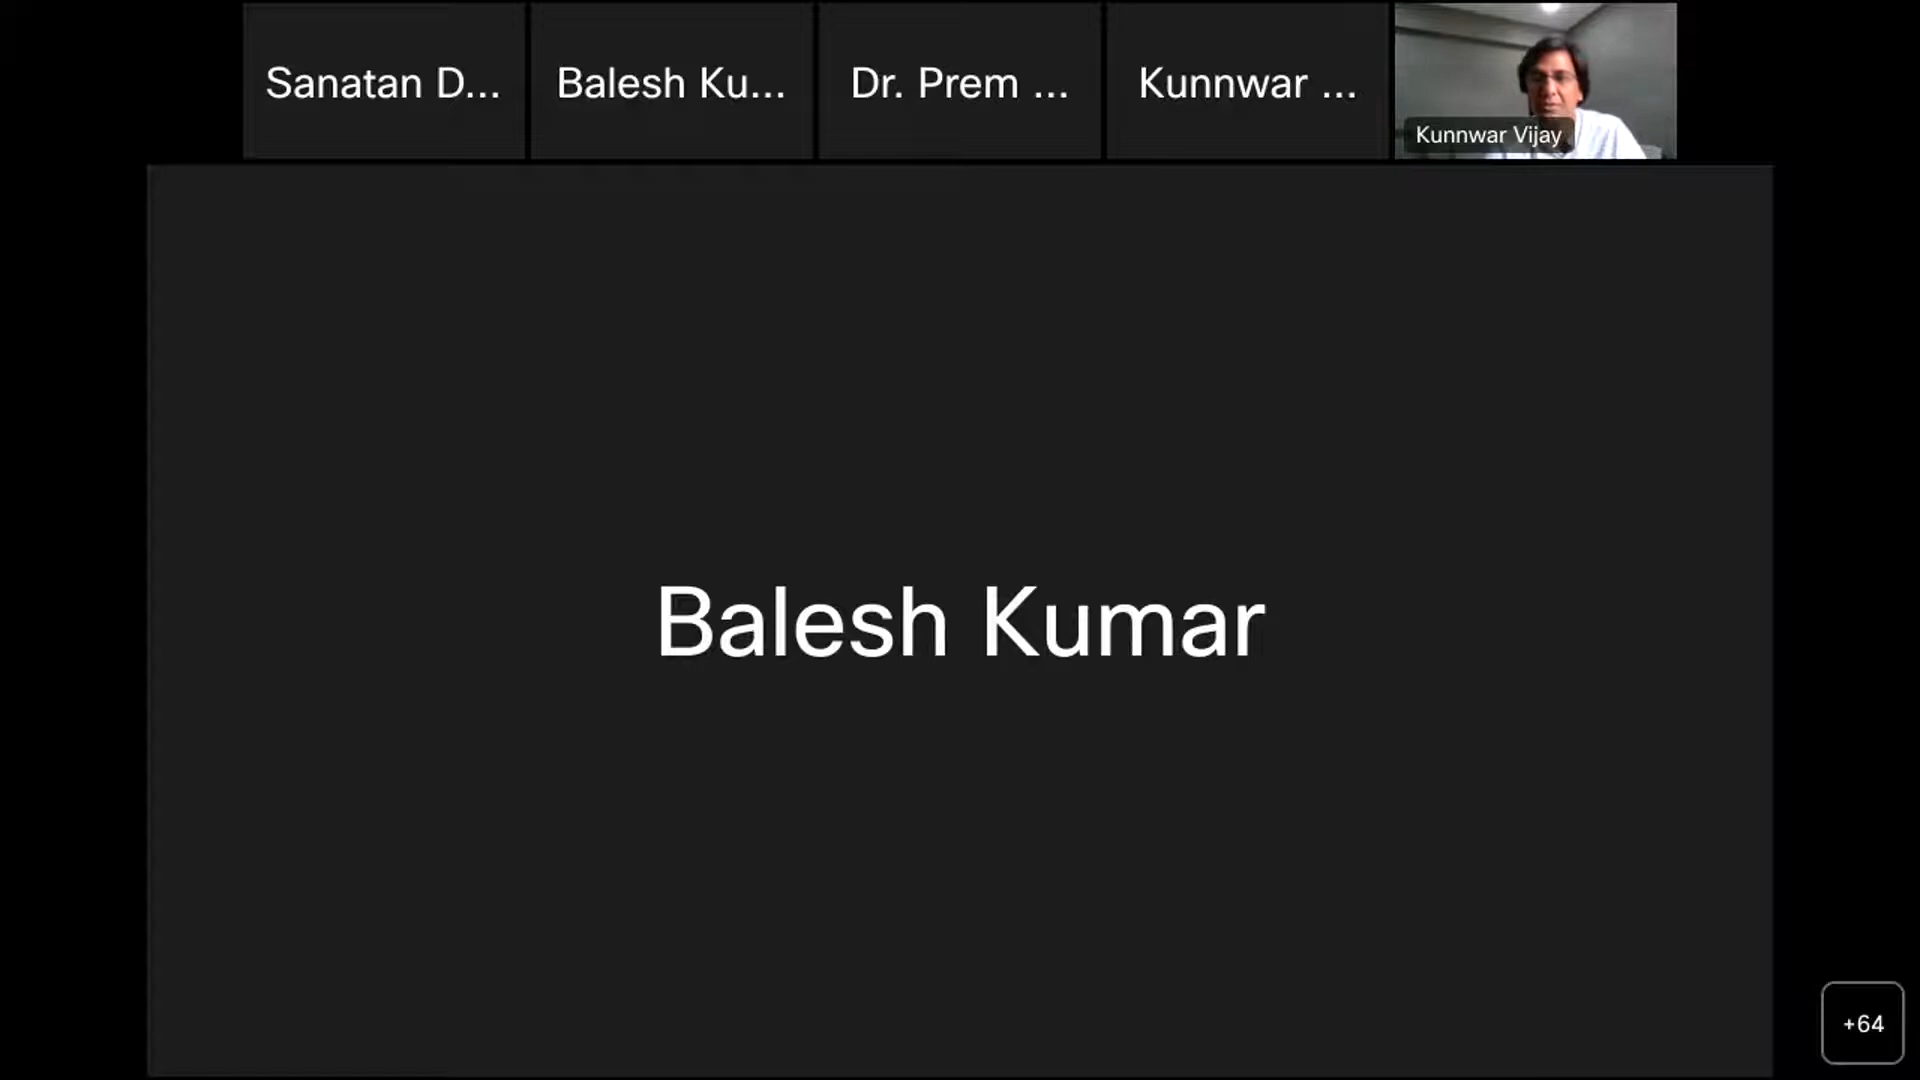 Sanatan D...
Balesh Ku...
Dr. Prem ...
Kunnwar ...
Kunnwar Vijay
Balesh Kumar
+64